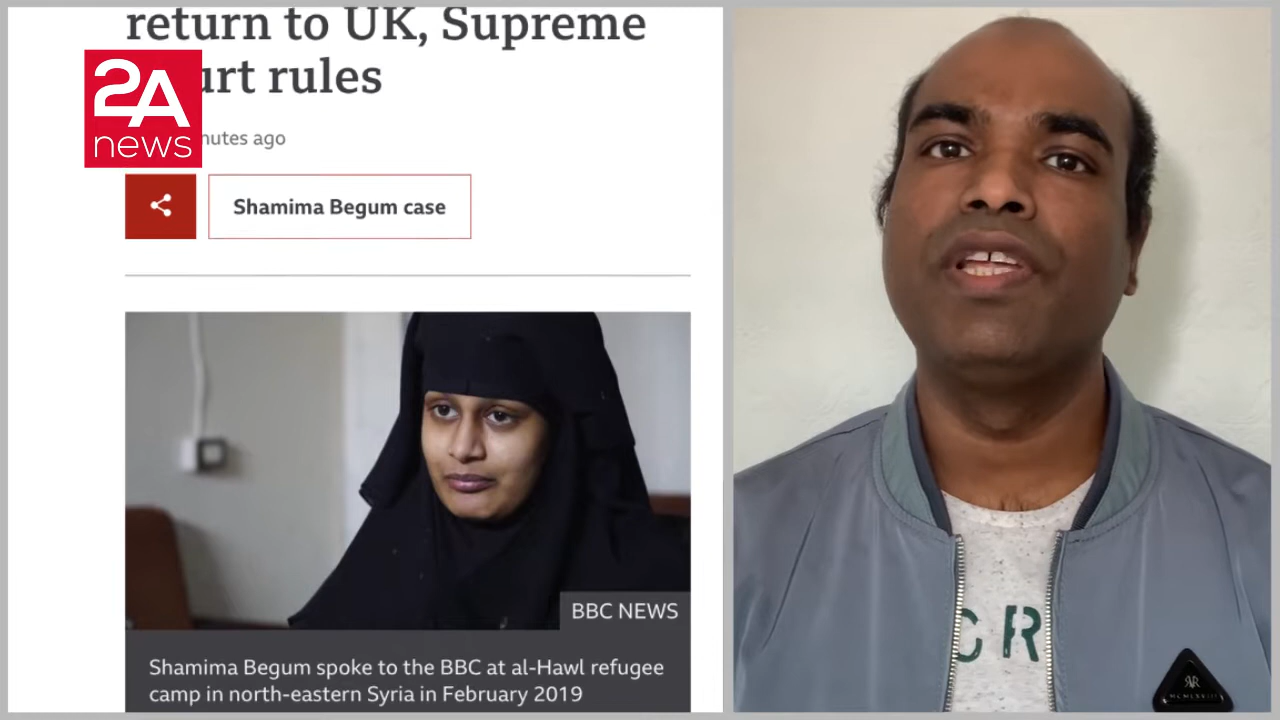 return to UK, Supreme
urt rules
2A
news
nutes ago
Shamima Begum case
BBC NEWS
Shamima Begum spoke to the BBC at al-Hawl refugee
camp in north-eastern Syria in February 2019
CR
RR